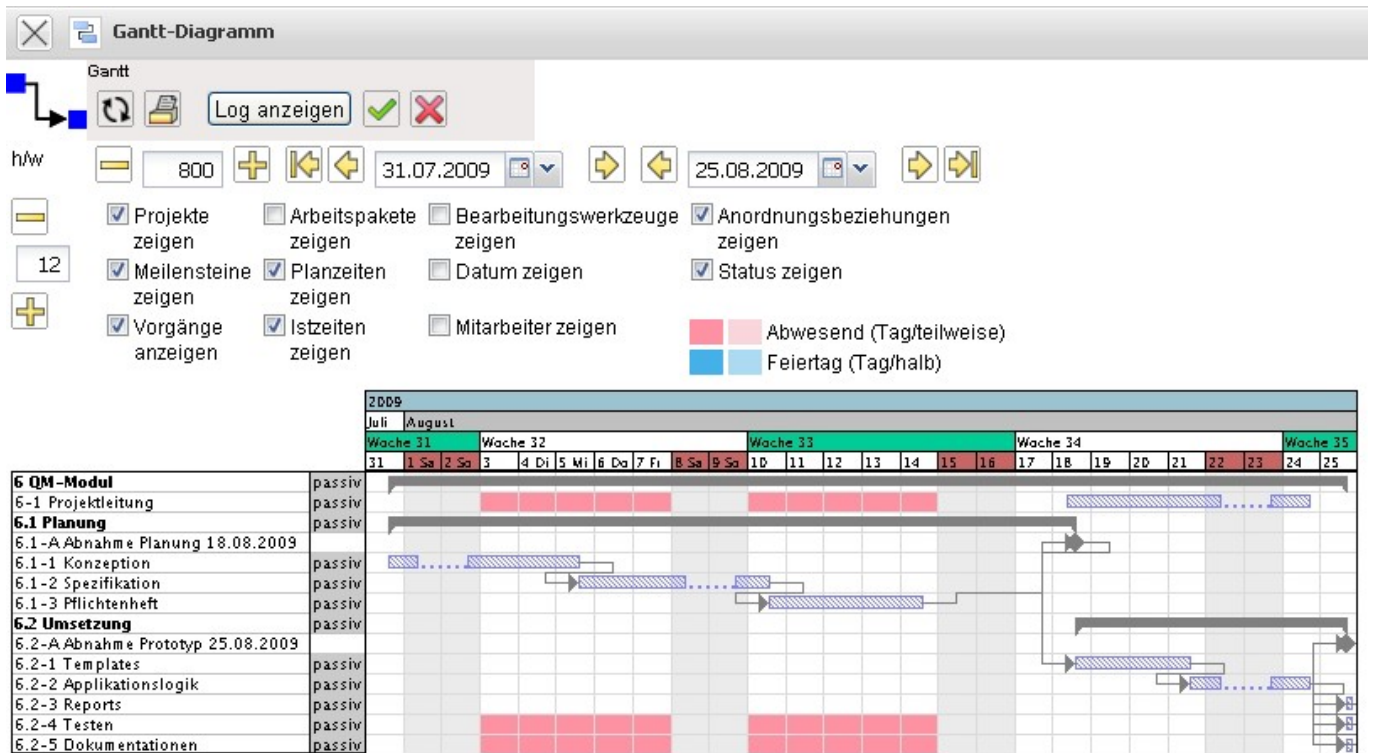 Gantt-Diagramm
Gantt
Log anzeigen
h/w
800
31.07.2009
25.08.2009
12
Projekte zeigen
Arbeitspakete zeigen
Bearbeitungswerkzeuge zeigen
Anordnungsbeziehungen zeigen
Meilensteine zeigen
Planzeiten zeigen
Datum zeigen
Status zeigen
Vorgänge anzeigen
Istzeiten zeigen
Mitarbeiter zeigen
Abwesend (Tag/teilweise)
Feiertag (Tag/halb)
2009
Juli August
Woche 31 Woche 32 Woche 33 Woche 34 Woche 35
31 1 Sa 2 So 3 4 Di 5 Mi 6 Do 7 Fr 8 Sa 9 So 10 11 12 13 14 15 16 17 18 19 20 21 22 23 24 25
6 QM-Modul passiv
6-1 Projektleitung passiv
6.1 Planung passiv
6.1-A Abnahme Planung 18.08.2009
6.1-1 Konzeption passiv
6.1-2 Spezifikation passiv
6.1-3 Pflichtenheft passiv
6.2 Umsetzung passiv
6.2-A Abnahme Prototyp 25.08.2009
6.2-1 Templates passiv
6.2-2 Applikationslogik passiv
6.2-3 Reports passiv
6.2-4 Testen passiv
6.2-5 Dokumentationen passiv